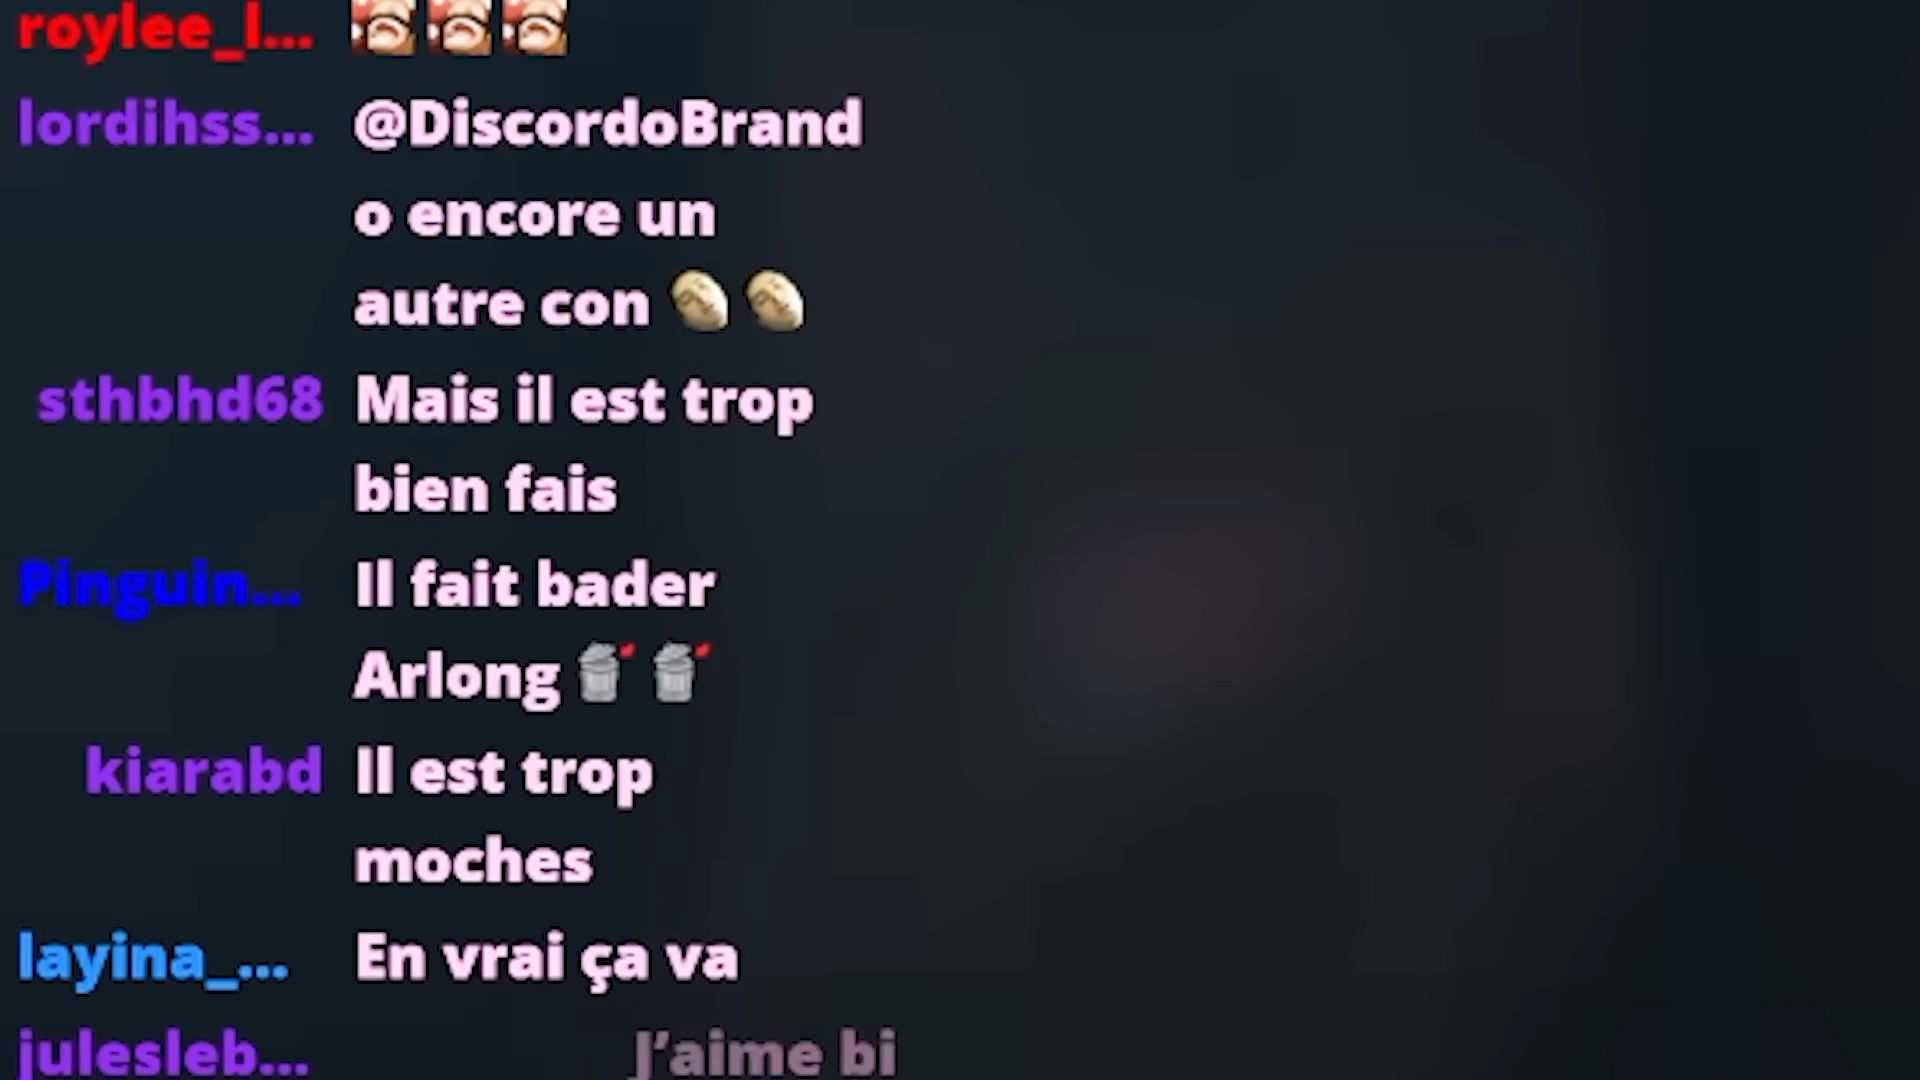 roylee_l...
lordihss... @DiscordoBrand
o encore un
autre con
sthbhd68 Mais il est trop
bien fais
Pinguin... Il fait bader
Arlong
kiarabd Il est trop
moches
layina_... En vrai ça va
julesleb... J’aime bi